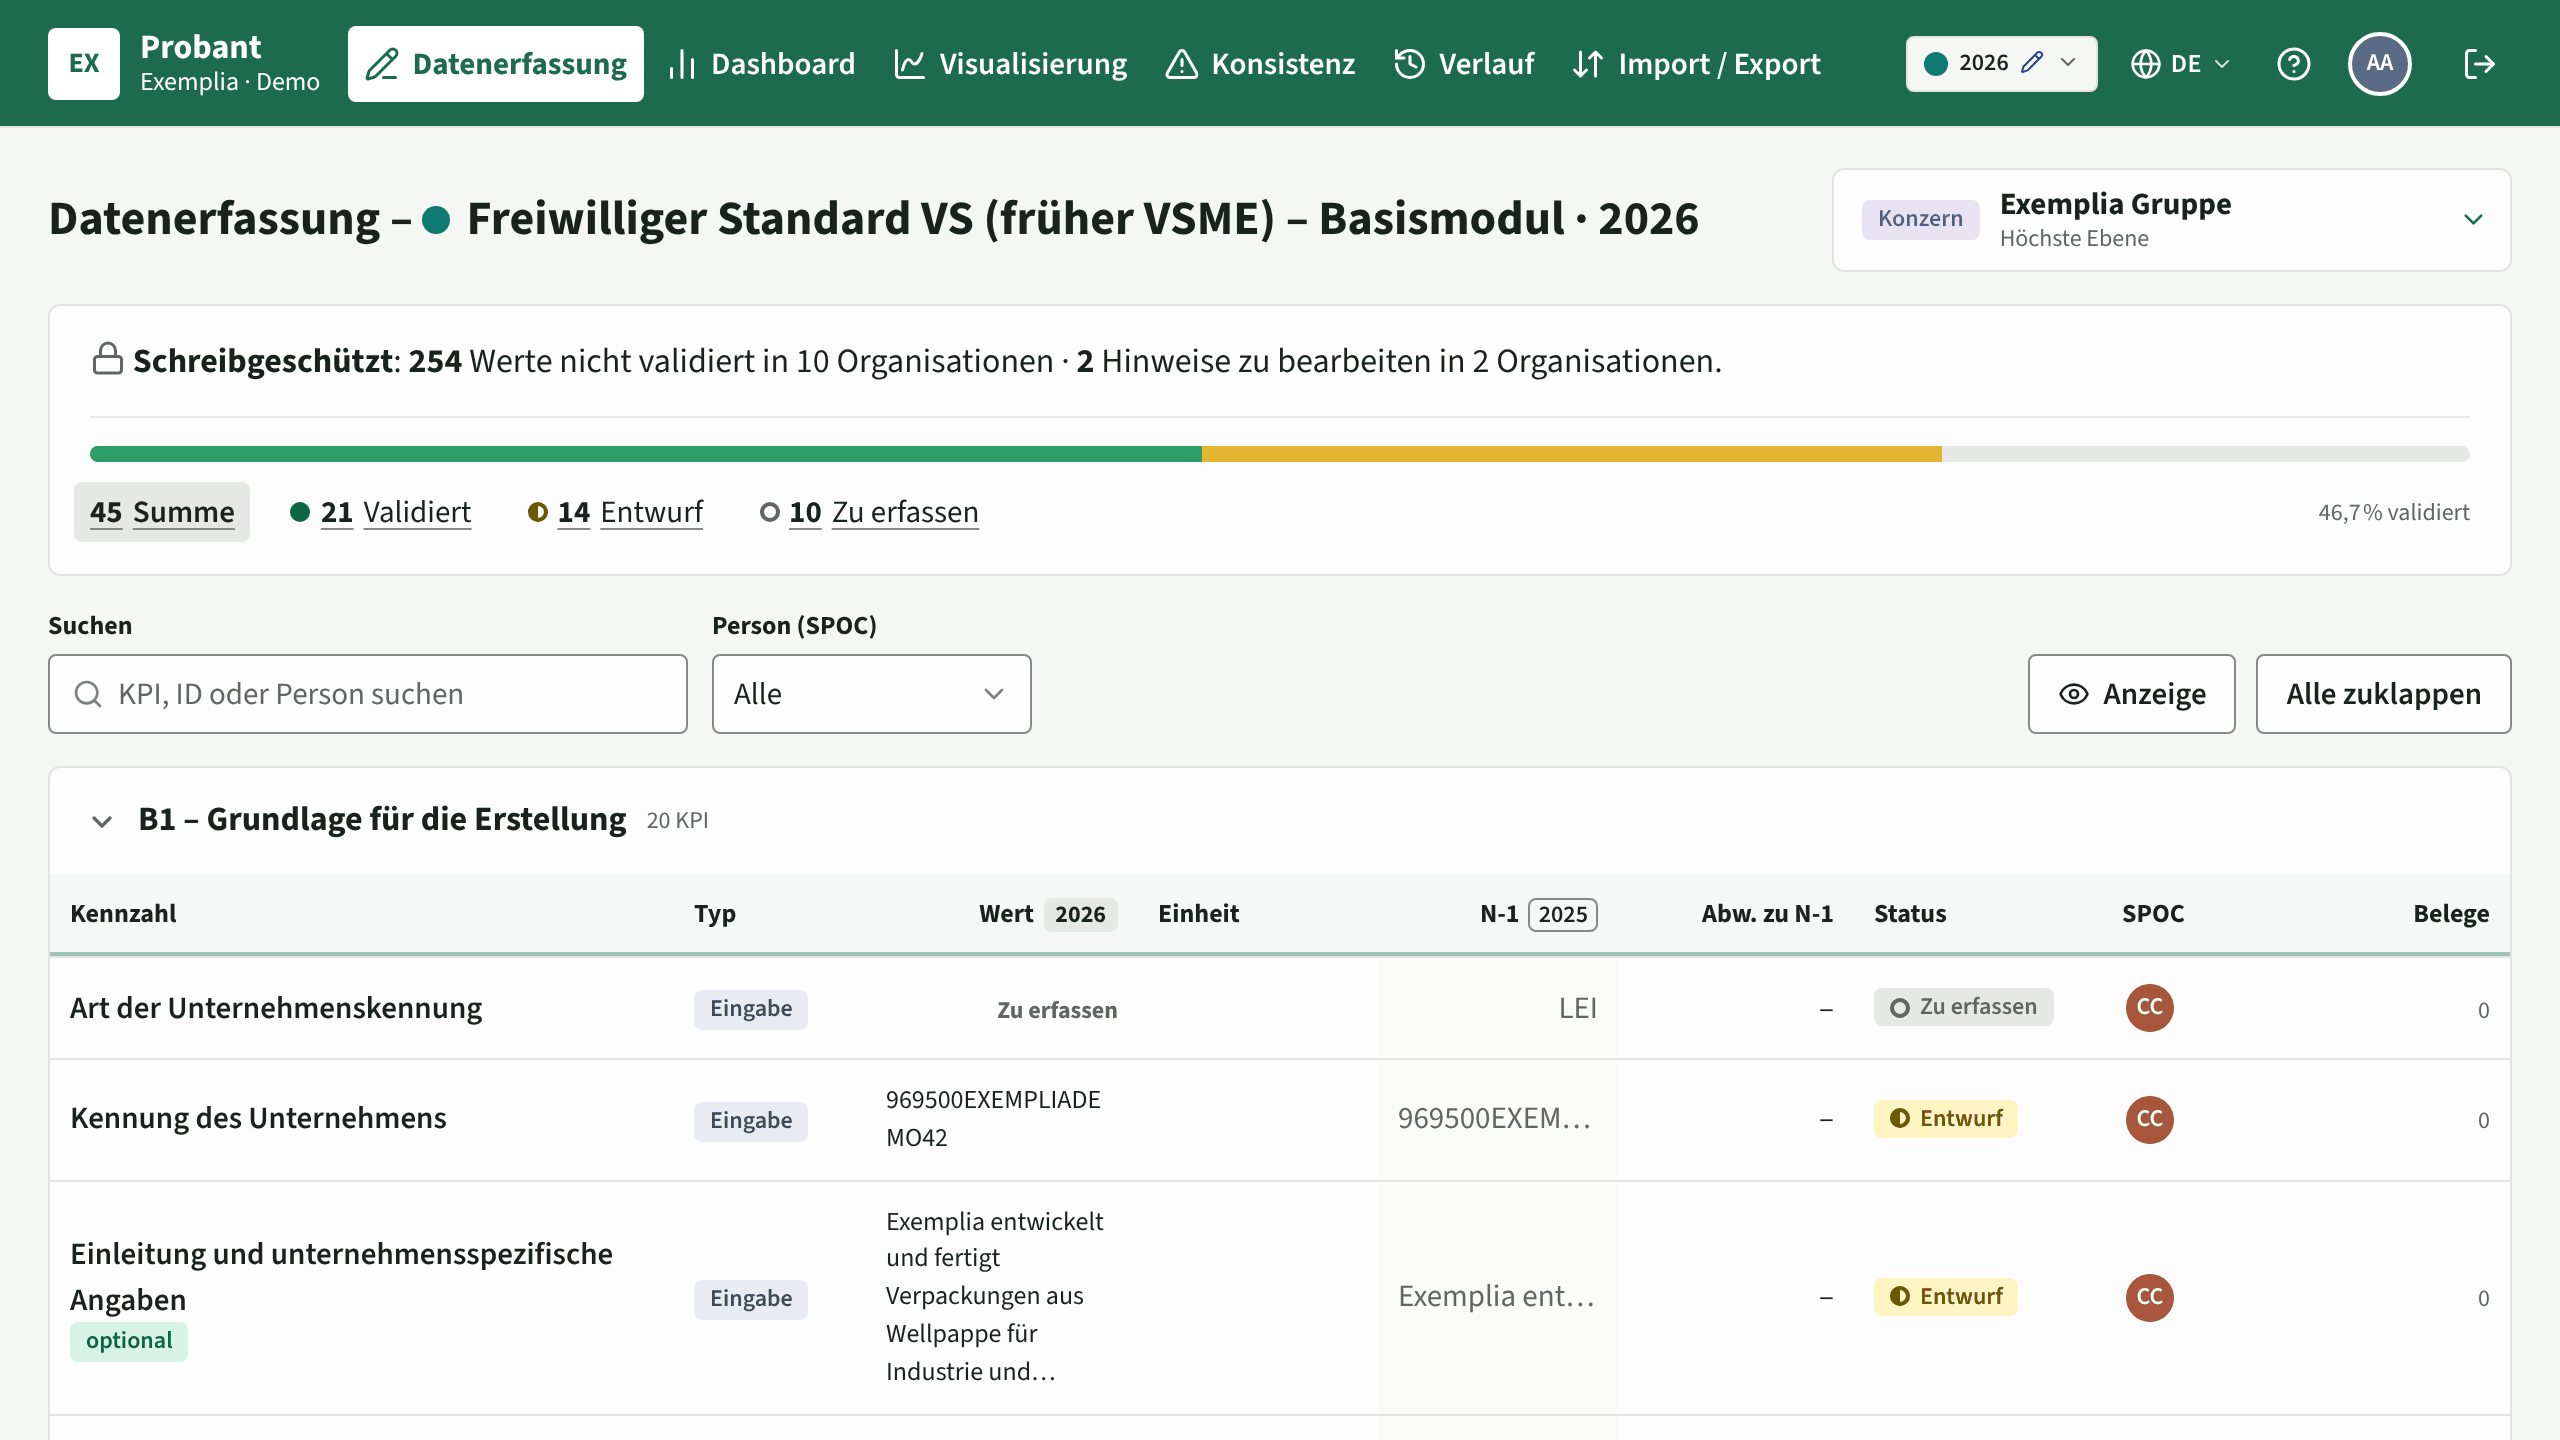 EX
Probant
Exemplia · Demo
Datenerfassung
Dashboard
Visualisierung
Konsistenz
Verlauf
Import / Export
2026
DE
AA
Datenerfassung – Freiwilliger Standard VS (früher VSME) – Basismodul · 2026
Konzern
Exemplia Gruppe
Höchste Ebene
Schreibgeschützt: 254 Werte nicht validiert in 10 Organisationen · 2 Hinweise zu bearbeiten in 2 Organisationen.
45 Summe
21 Validiert
14 Entwurf
10 Zu erfassen
46,7 % validiert
Suchen
Person (SPOC)
KPI, ID oder Person suchen
Alle
Anzeige
Alle zuklappen
B1 – Grundlage für die Erstellung 20 KPI
Kennzahl Typ Wert 2026 Einheit N-1 2025 Abw. zu N-1 Status SPOC Belege
Art der Unternehmenskennung Eingabe Zu erfassen LEI – Zu erfassen CC 0
Kennung des Unternehmens Eingabe
969500EXEMPLIADE
MO42
969500EXEM… – Entwurf CC 0
Einleitung und unternehmensspezifische
Angaben
optional
Eingabe
Exemplia entwickelt
und fertigt
Verpackungen aus
Wellpappe für
Industrie und…
Exemplia ent… – Entwurf CC 0